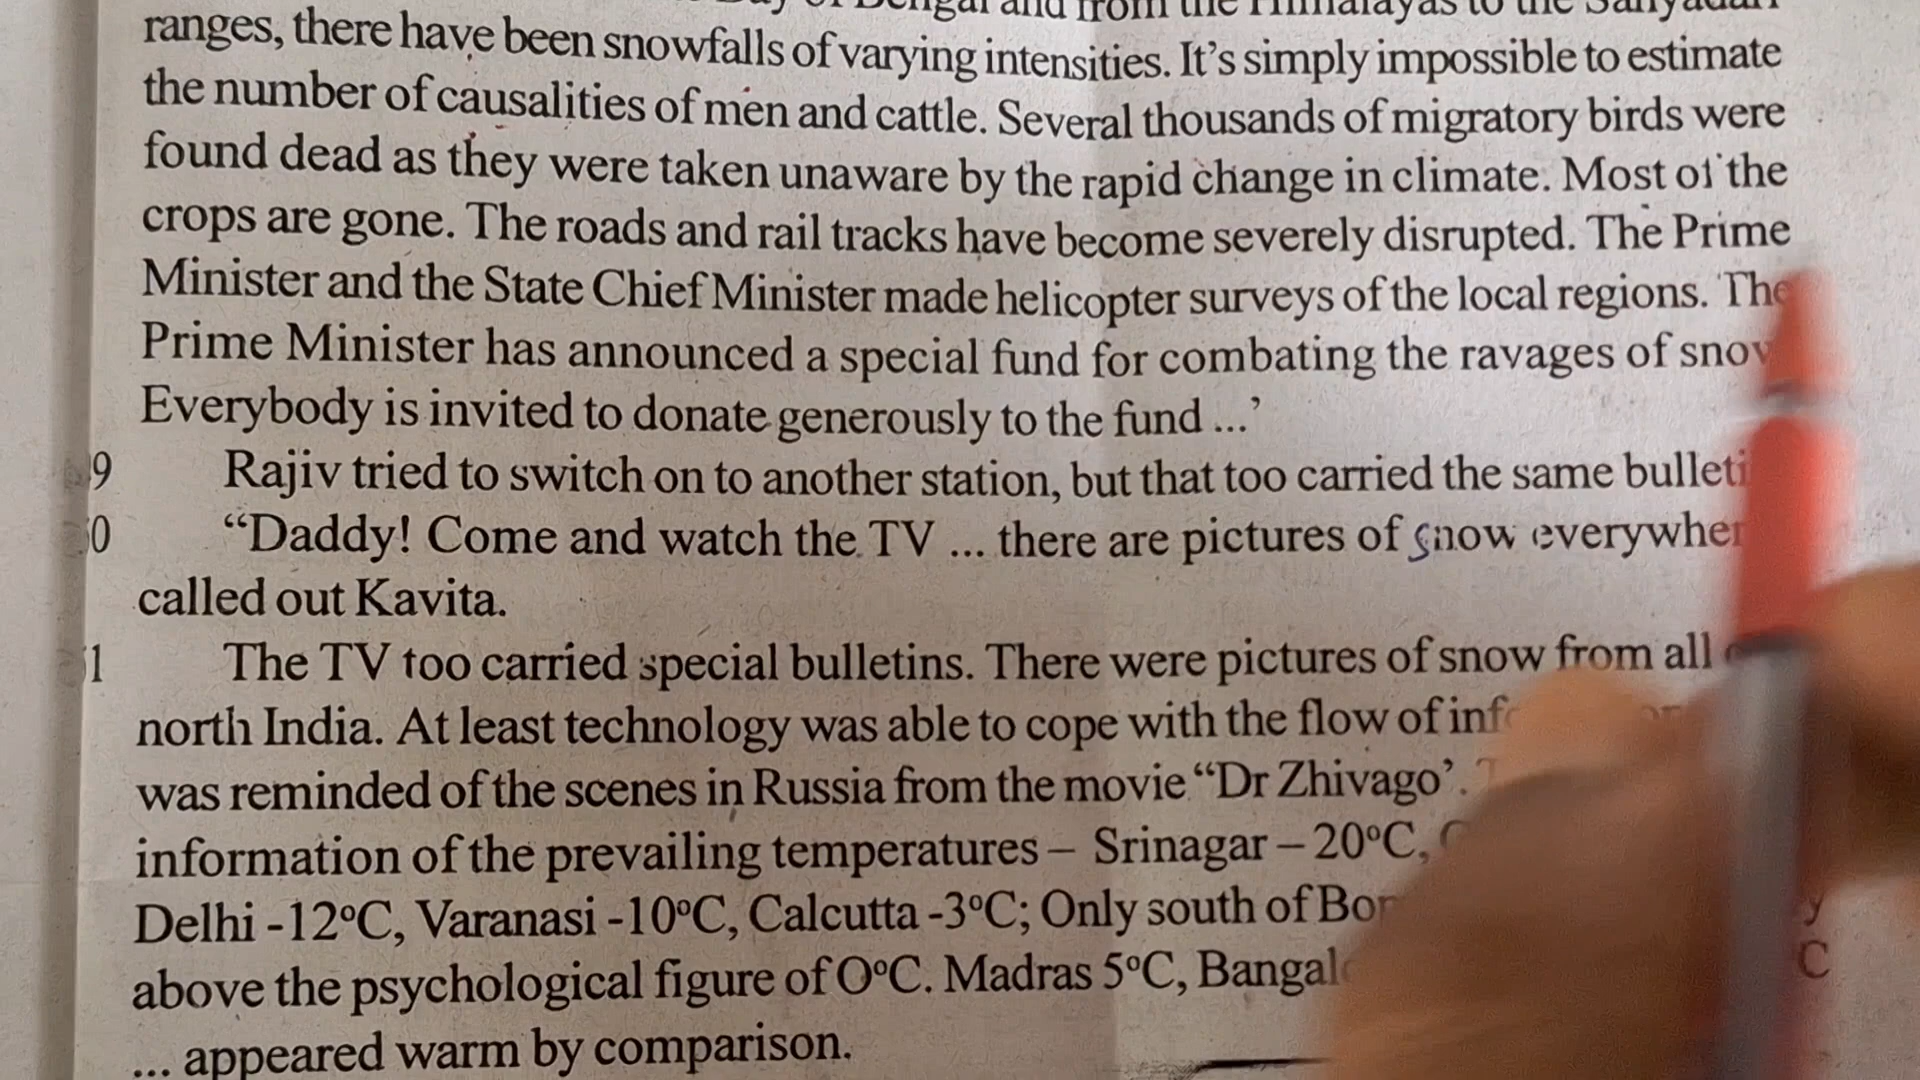 of Bengal and from the Himalayas to the
ranges, there have been snowfalls of varying intensities. It's simply impossible to estimate
the number of causalities of men and cattle. Several thousands of migratory birds were
found dead as they were taken unaware by the rapid change in climate. Most of the
crops are gone. The roads and rail tracks have become severely disrupted. The Prime
Minister and the State Chief Minister made helicopter surveys of the local regions. The
Prime Minister has announced a special fund for combating the ravages of
Everybody is invited to donate generously to the fund ...’
9 Rajiv tried to switch on to another station, but that too carried the same
0 “Daddy! Come and watch the TV ... there are pictures of snow
called out Kavita.
1 The TV too carried special bulletins. There were pictures of snow from all
north India. At least technology was able to cope with the flow of
was reminded of the scenes in Russia from the movie “Dr Zhivago’.
information of the prevailing temperatures – Srinagar – 20°C,
Delhi -12°C, Varanasi -10°C, Calcutta -3°C; Only south of
above the psychological figure of O°C. Madras 5°C, C
... appeared warm by comparison.